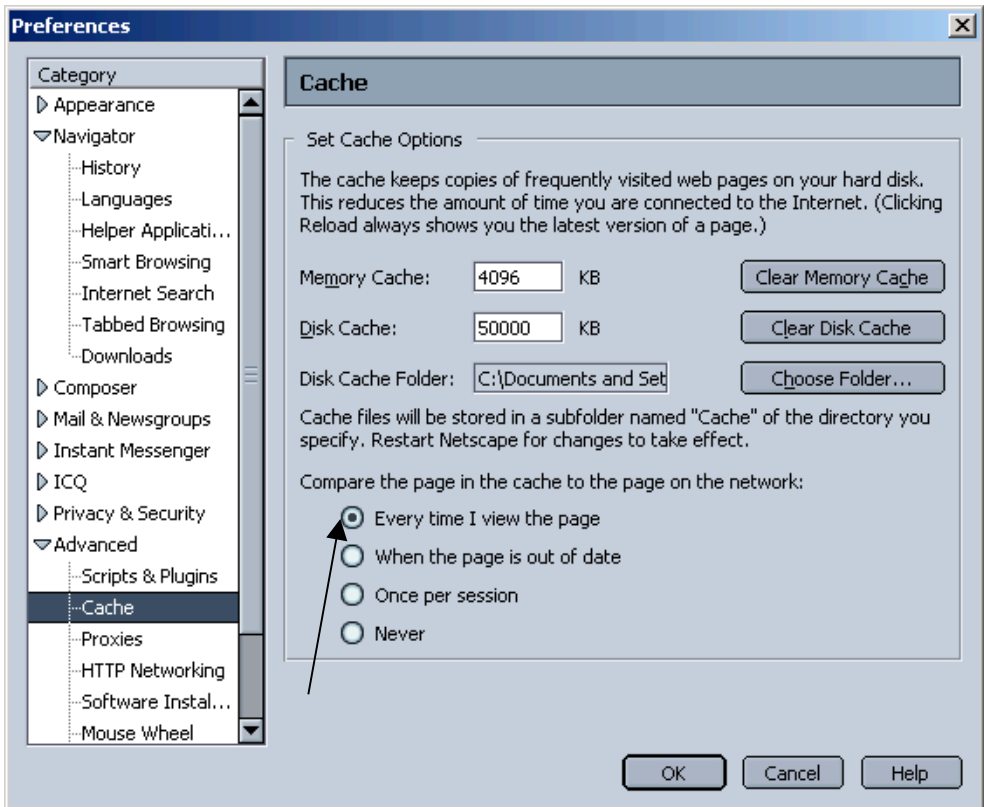 Preferences
Category
Appearance
Navigator
History
Languages
Helper Applicati...
Smart Browsing
Internet Search
Tabbed Browsing
Downloads
Composer
Mail & Newsgroups
Instant Messenger
ICQ
Privacy & Security
Advanced
Scripts & Plugins
Cache
Proxies
HTTP Networking
Software Instal...
Mouse Wheel
Cache
Set Cache Options
The cache keeps copies of frequently visited web pages on your hard disk.
This reduces the amount of time you are connected to the Internet. (Clicking
Reload always shows you the latest version of a page.)
Memory Cache: 4096 KB Clear Memory Cache
Disk Cache: 50000 KB Clear Disk Cache
Disk Cache Folder: C:\Documents and Set Choose Folder...
Cache files will be stored in a subfolder named "Cache" of the directory you
specify. Restart Netscape for changes to take effect.
Compare the page in the cache to the page on the network:
Every time I view the page
When the page is out of date
Once per session
Never
OK Cancel Help